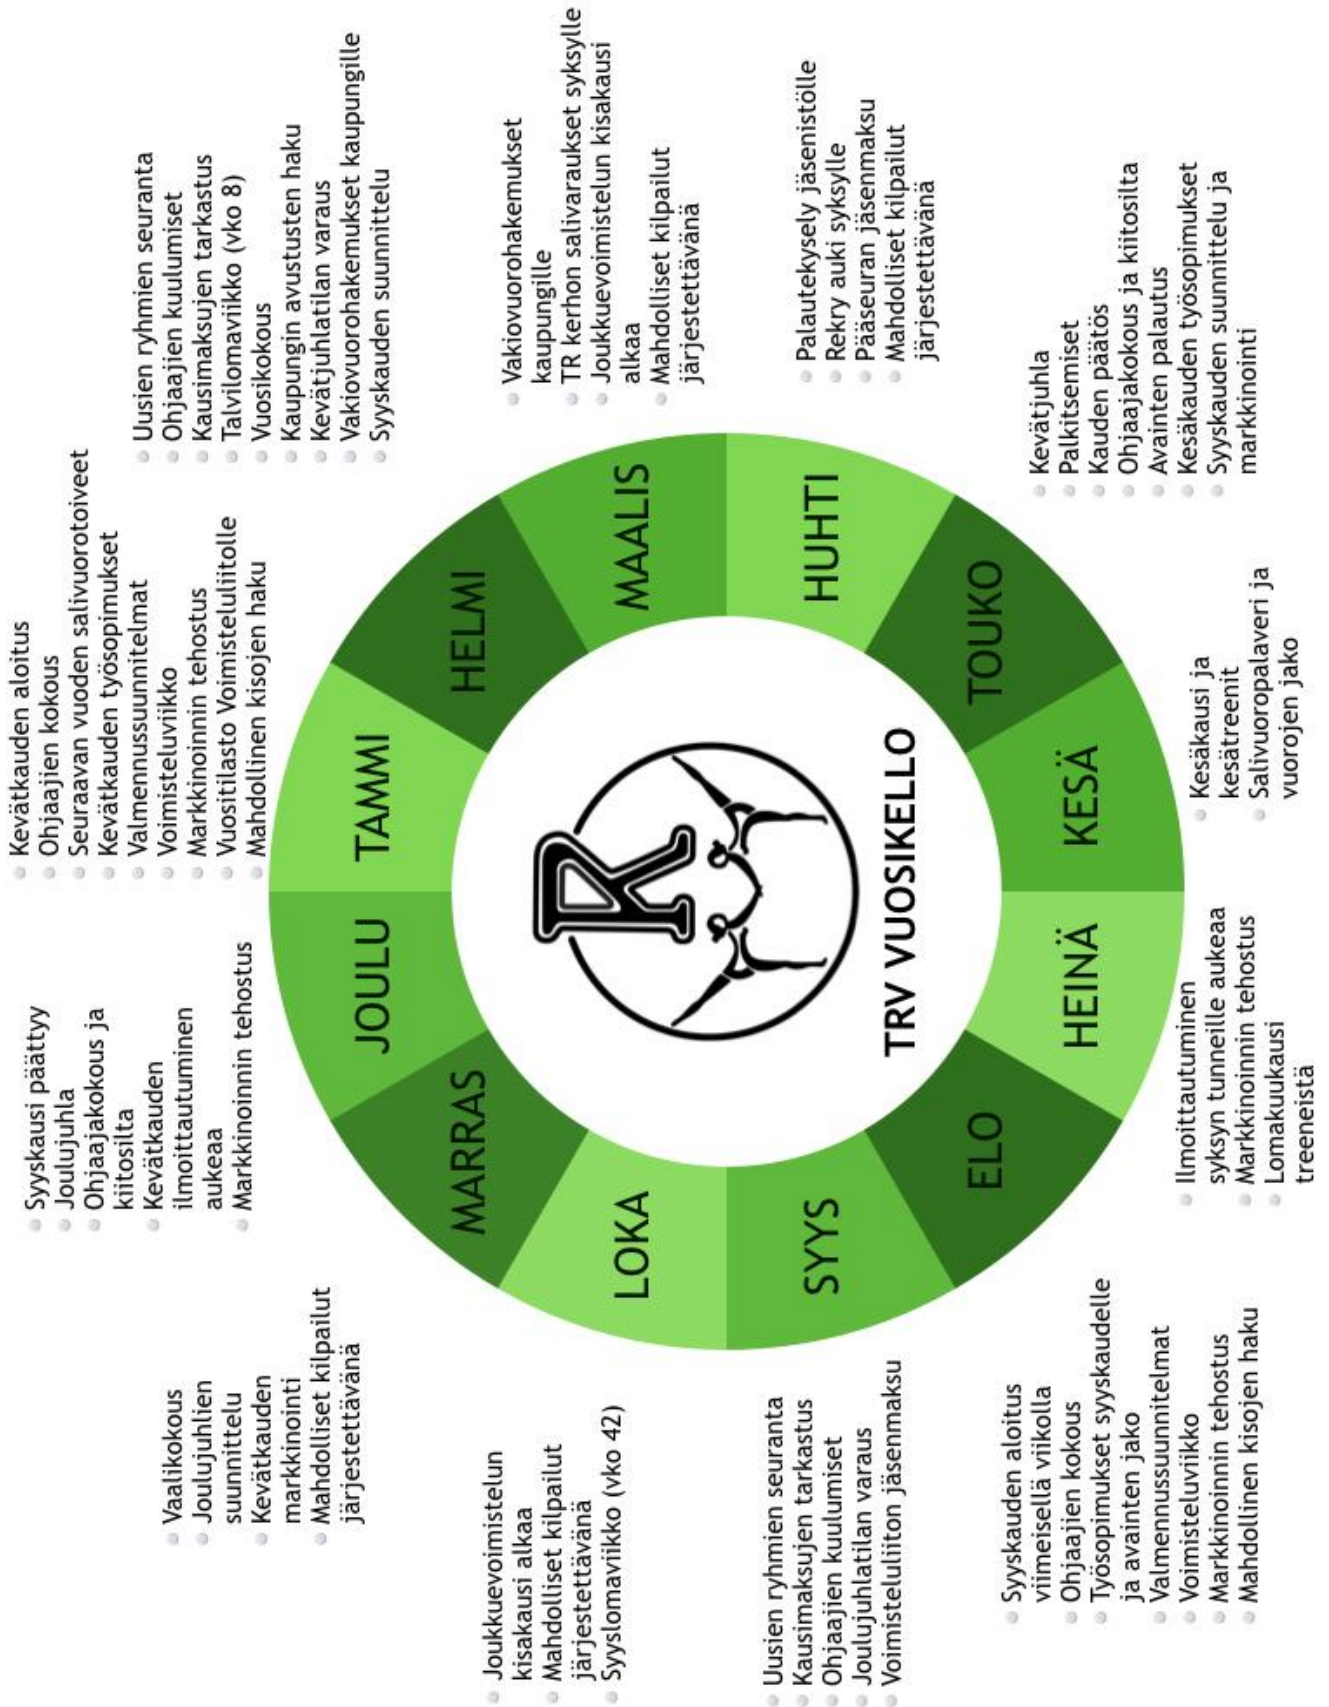 Kevätkauden aloitus
Ohjaajien kokous
Seuraavan vuoden salivuorotoiveet
Kevätkauden työsopimukset
Valmennussuunnitelmat
Voimisteluviikko
Markkinoinnin tehostus
Vuositilasto Voimisteluliitolle
Mahdollinen kisojen haku
Uusien ryhmien seuranta
Ohjaajien kuulumiset
Kausimaksujen tarkastus
Talvilomaviikko (vko 8)
Vuosikokous
Kaupungin avustusten haku
Kevätjuhlatilan varaus
Vakiovuorohakemukset kaupungille
Syyskauden suunnittelu
Vakiovuorohakemukset
kaupungille
TR kerhon salivaraukset syksylle
Joukkuevoimistelun kisakausi
alkaa
Mahdolliset kilpailut
järjestettävänä
Palautekysely jäsenistölle
Rekry auki syksylle
Pääseuran jäsenmaksu
Mahdolliset kilpailut
järjestettävänä
Kevätjuhla
Palkitsemiset
Kauden päätös
Ohjaajakokous ja kiitosilta
Avainten palautus
Kesäkauden työsopimukset
Syyskauden suunnittelu ja
markkinointi
Kesäkausi ja
kesätreenit
Salivuoropalaveri ja
vuorojen jako
Ilmoittautuminen
syksyn tunneille aukeaa
Markkinoinnin tehostus
Lomakuukausi
treeneistä
Syyskauden aloitus
viimeisellä viikolla
Ohjaajien kokous
Työsopimukset syyskaudelle
ja avainten jako
Valmennussuunnitelmat
Voimisteluviikko
Markkinoinnin tehostus
Mahdollinen kisojen haku
Uusien ryhmien seuranta
Kausimaksujen tarkastus
Ohjaajien kuulumiset
Joulujuhlatilan varaus
Voimisteluliiton jäsenmaksu
Joukkuevoimistelun
kisakausi alkaa
Mahdolliset kilpailut
järjestettävänä
Syyslomaviikko (vko 42)
Vaalikokous
Joulujuhlien
suunnittelu
Kevätkauden
markkinointi
Mahdolliset kilpailut
järjestettävänä
Syyskausi päättyy
Joulujuhla
Ohjaajakokous ja
kiitosilta
Kevätkauden
ilmoittautuminen
aukeaa
Markkinoinnin tehostus
TAMMI
HELMI
MAALIS
HUHTI
TOUKO
KESÄ
HEINÄ
ELO
SYYS
LOKA
MARRAS
JOULU
R
TRV VUOSIKELLO